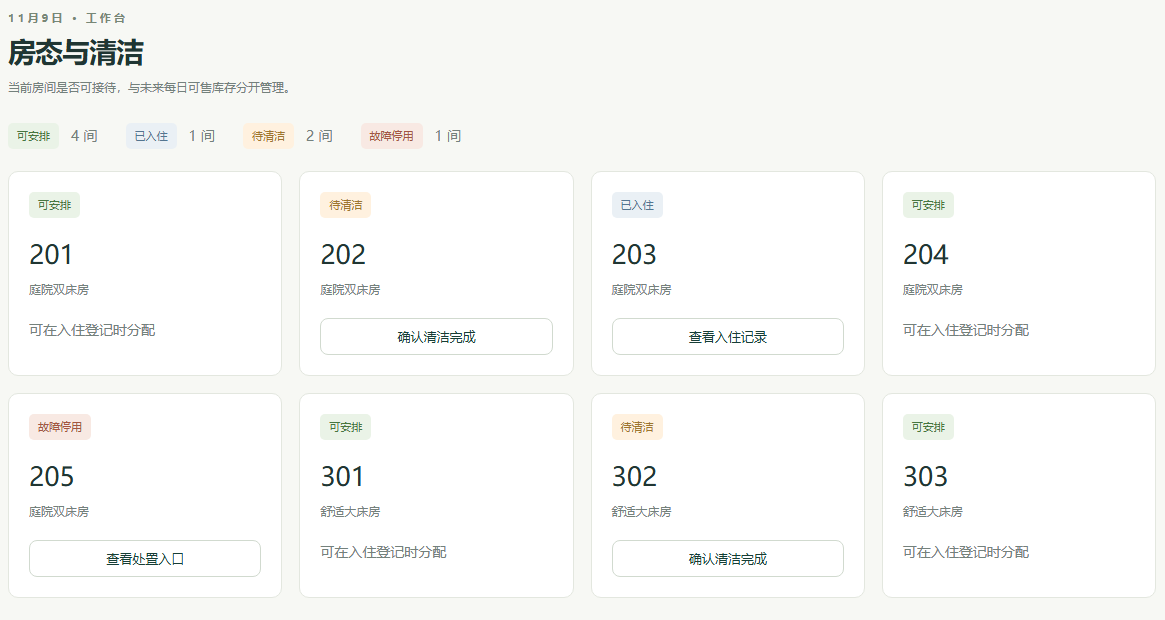 11月9日 • 工作台
房态与清洁
当前房间是否可接待，与未来每日可售库存分开管理。
可安排 4 间 已入住 1 间 待清洁 2 间 故障停用 1 间
可安排
201
庭院双床房
可在入住登记时分配
待清洁
202
庭院双床房
确认清洁完成
已入住
203
庭院双床房
查看入住记录
可安排
204
庭院双床房
可在入住登记时分配
故障停用
205
庭院双床房
查看处置入口
可安排
301
舒适大床房
可在入住登记时分配
待清洁
302
舒适大床房
确认清洁完成
可安排
303
舒适大床房
可在入住登记时分配